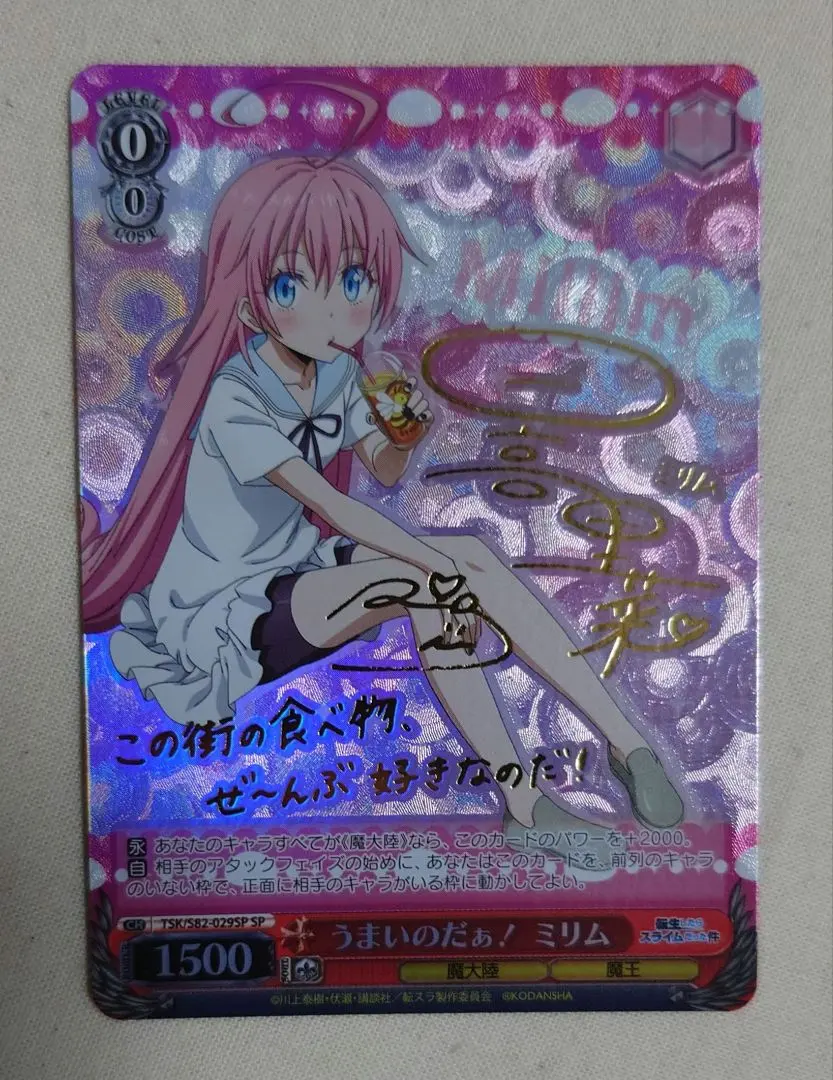 LEVEL
0
0
COST
Milim
ミリム
この街の食べ物、
ぜ〜んぶ好きなのだ!
永 あなたのキャラすべてが《魔大陸》なら、このカードのパワーを+2000。
自 相手のアタックフェイズの始めに、あなたはこのカードを、前列のキャラ
のいない枠で、正面に相手のキャラがいる枠に動かしてよい。
CH TSK/S82-029SP SP
うまいのだぁ! ミリム
転生したら
スライムだった件
1500
SOUL
魔大陸
魔王
©川上泰樹・伏瀬・講談社/転スラ製作委員会 ®KODANSHA